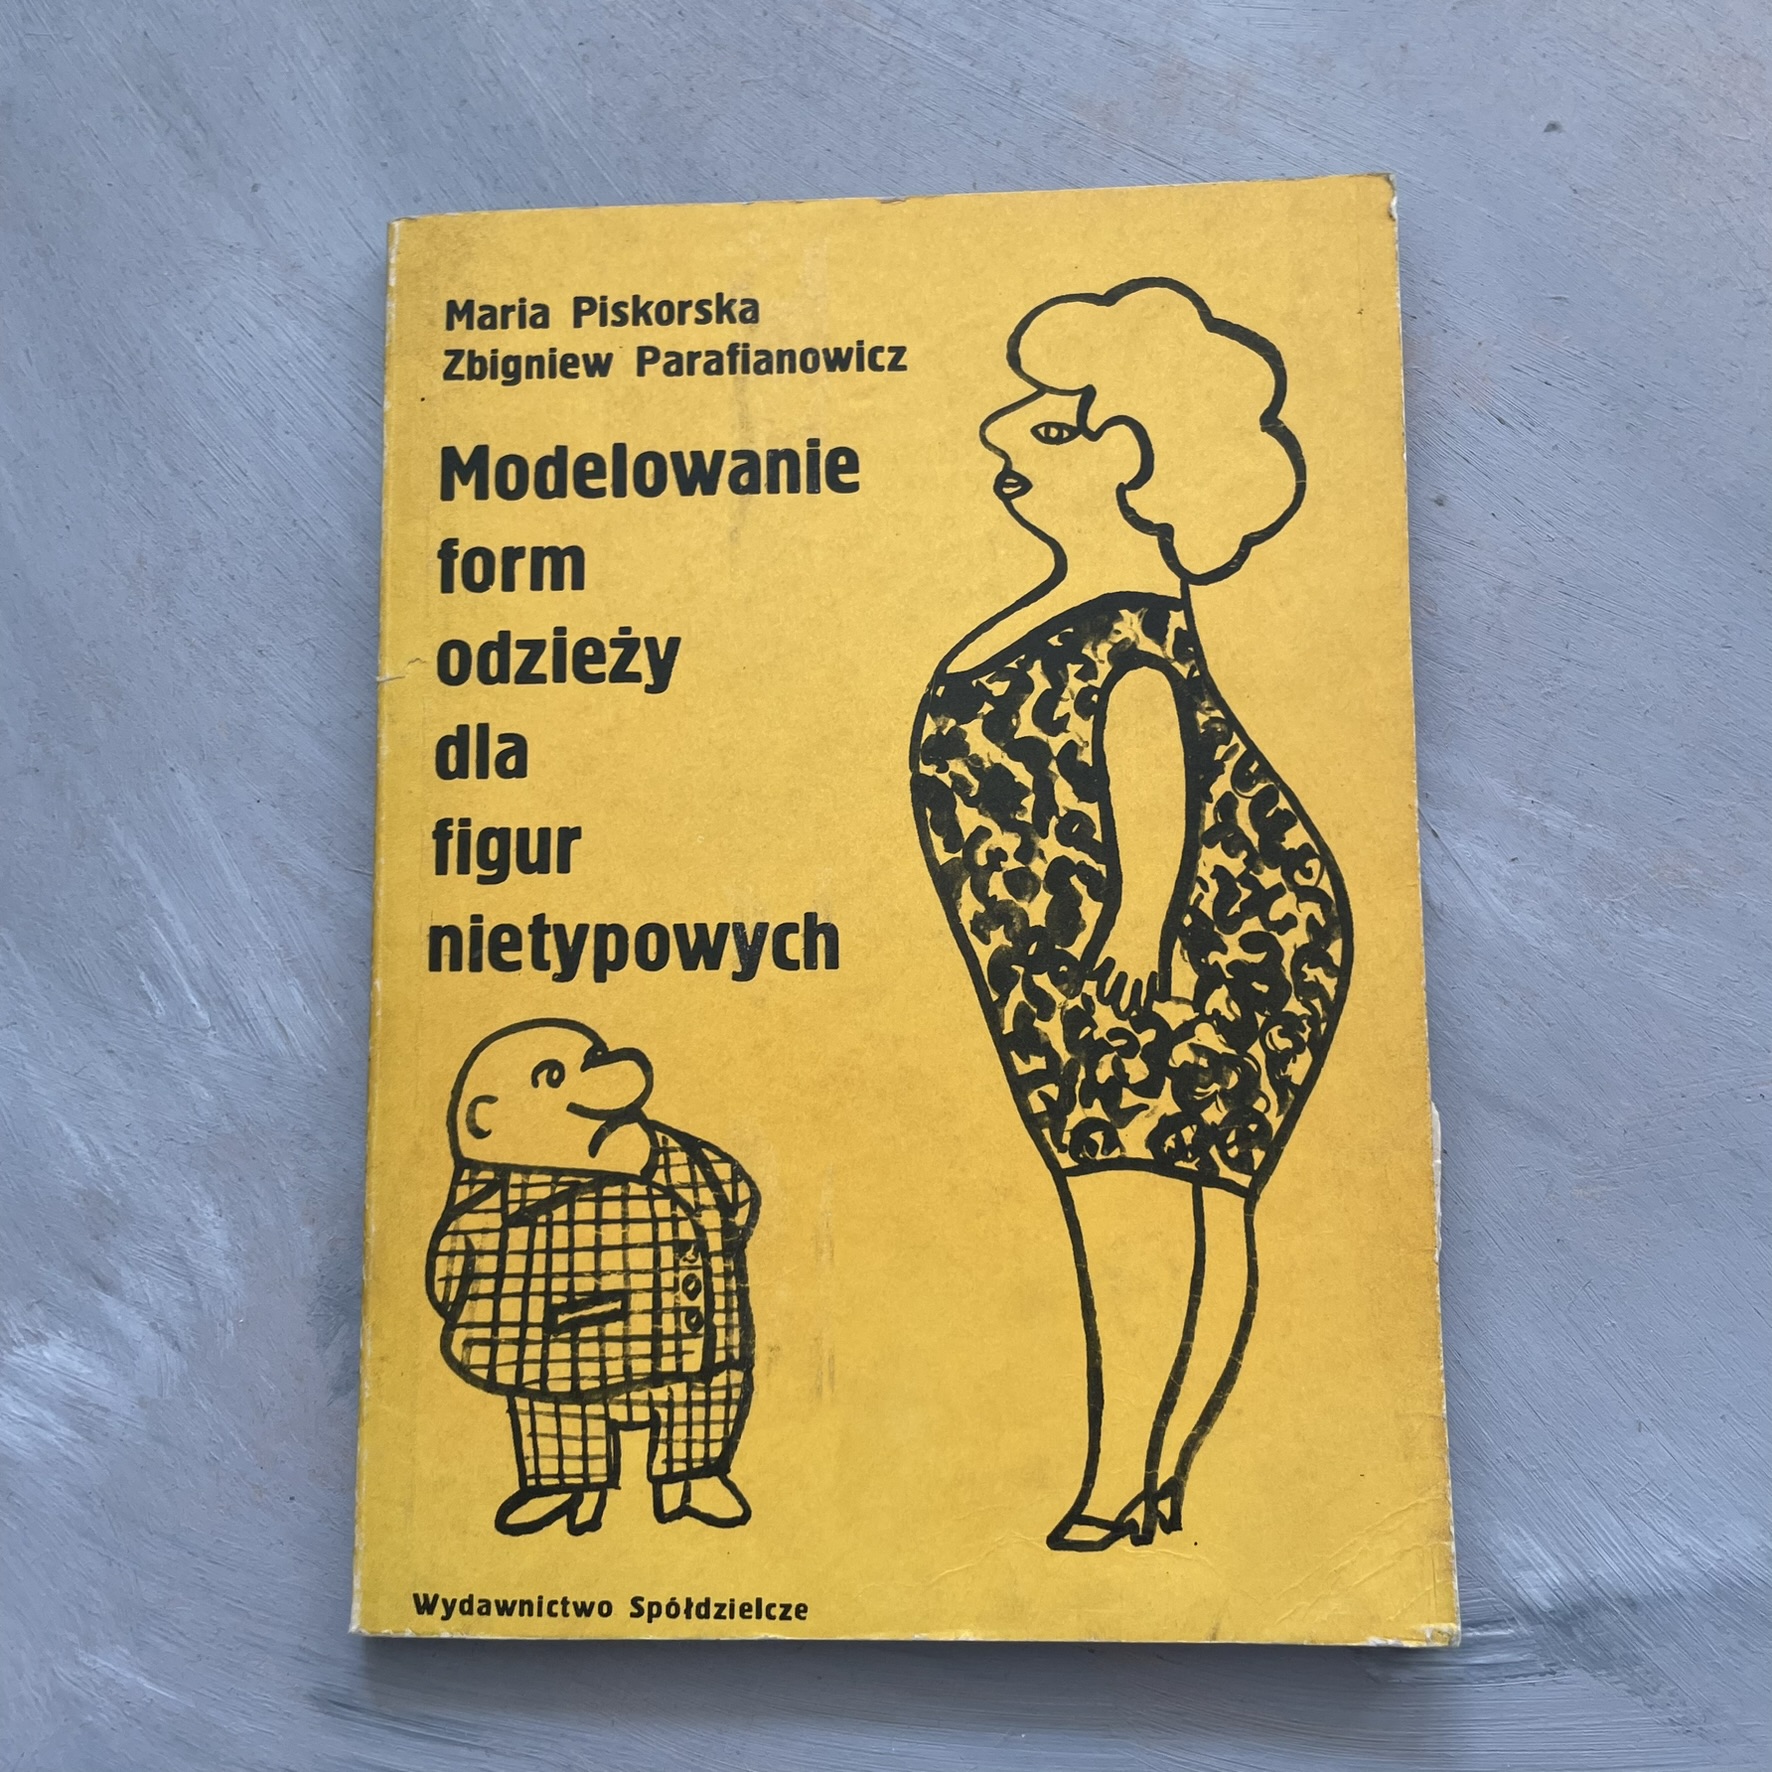 Maria Piskorska
Zbigniew Parafianowicz
Modelowanie
form
odzieży
dla
figur
nietypowych
Wydawnictwo Spółdzielcze